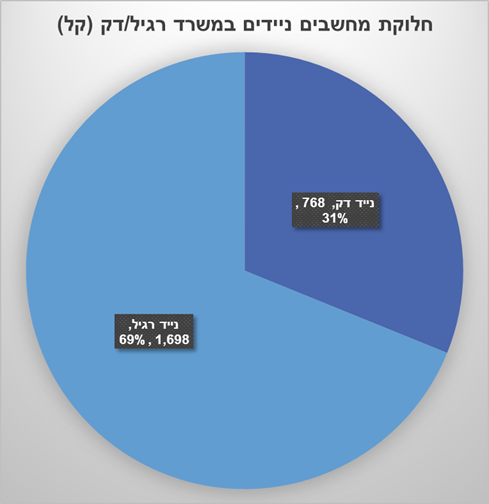 חלוקת מחשבים ניידים במשרד רגיל/דק (קל)
נייד דק, 768 ,
31%
נייד רגיל,
1,698 , 69%